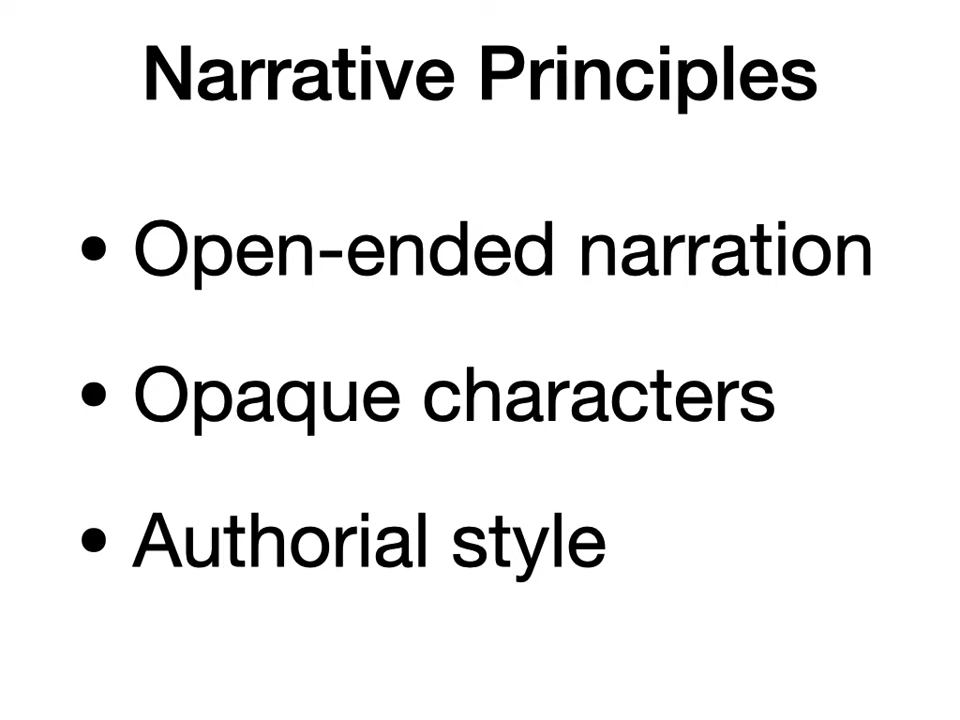 Narrative Principles
• Open-ended narration
• Opaque characters
• Authorial style